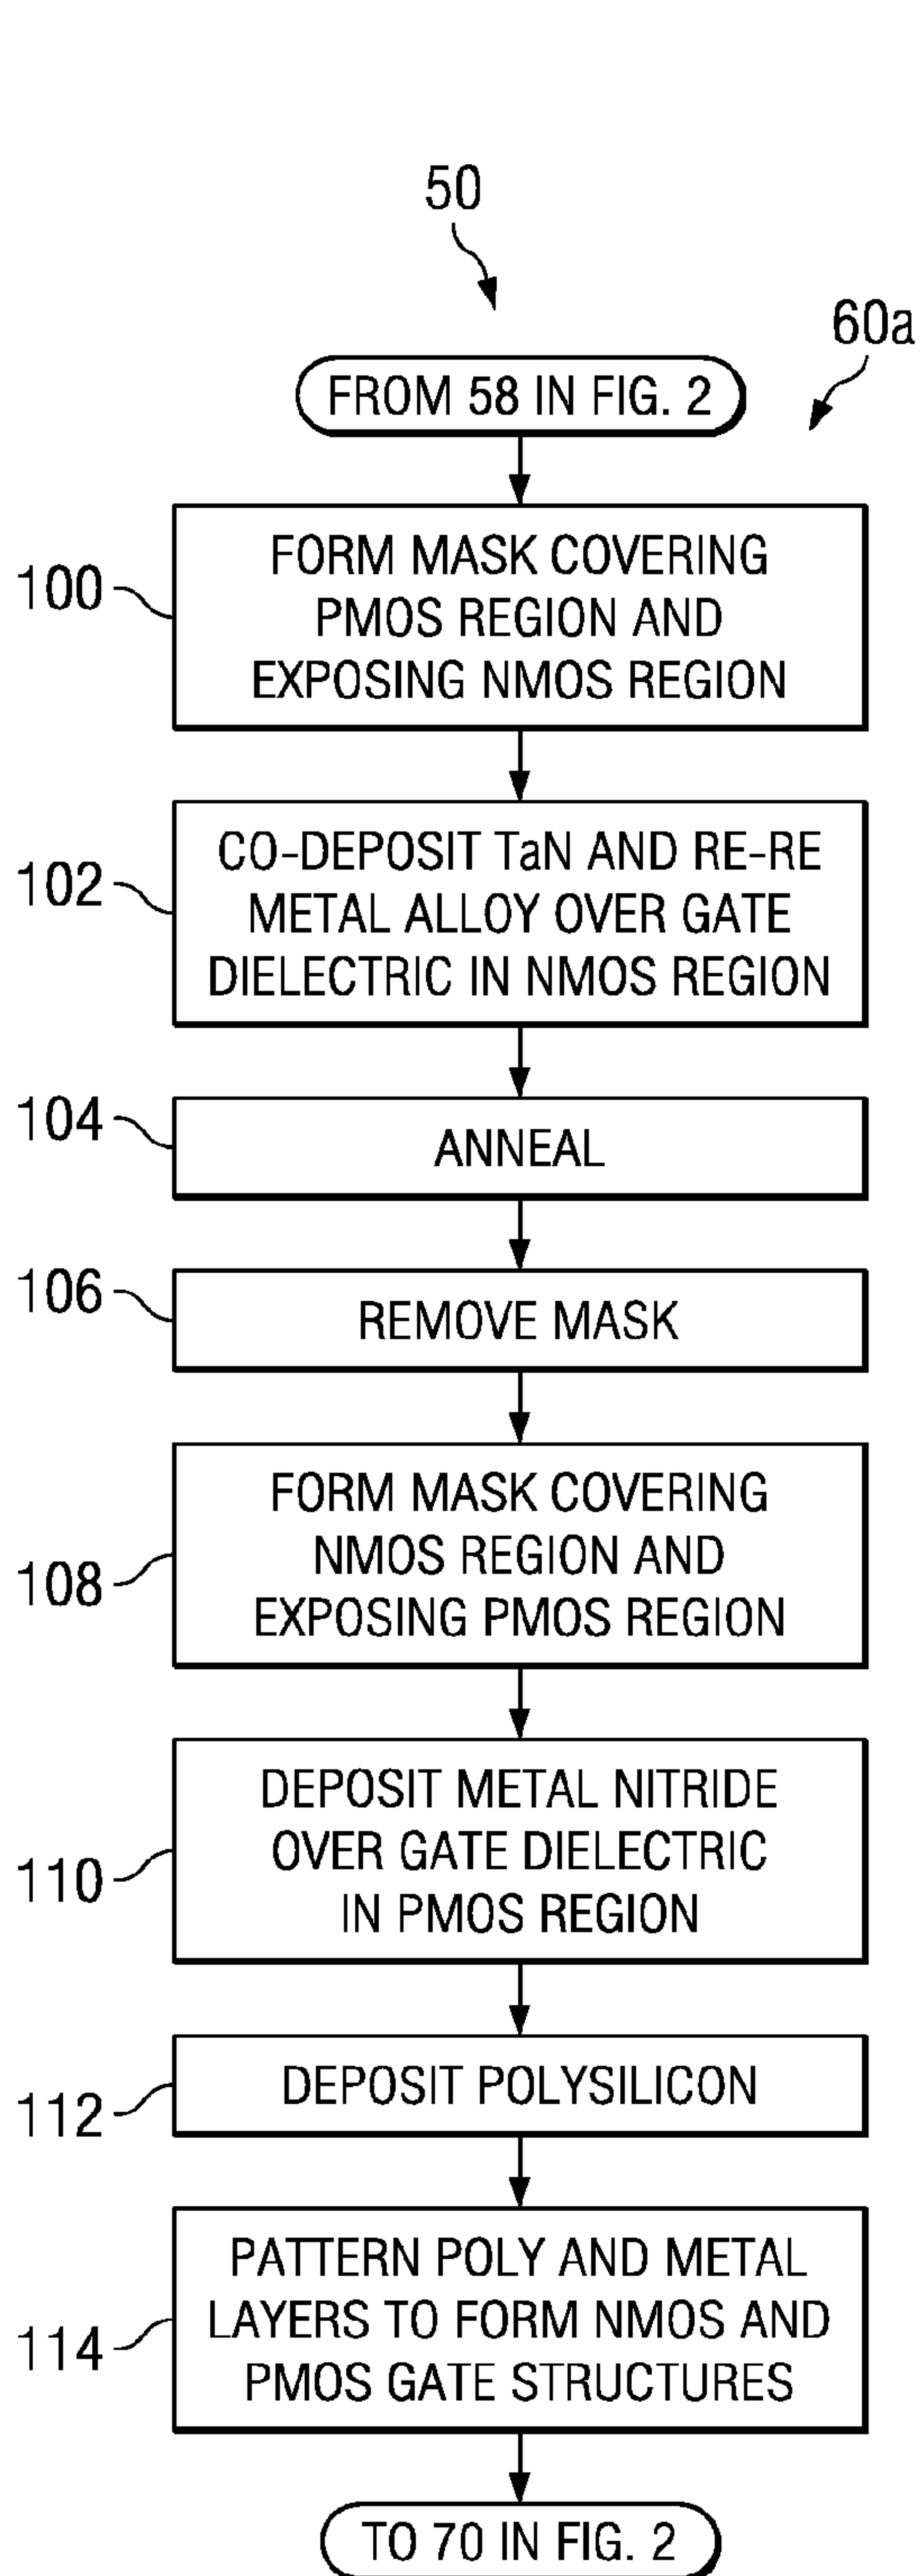 50
60a
FROM 58 IN FIG. 2
100
FORM MASK COVERING
PMOS REGION AND
EXPOSING NMOS REGION
102
CO-DEPOSIT TaN AND RE-RE
METAL ALLOY OVER GATE
DIELECTRIC IN NMOS REGION
104
ANNEAL
106
REMOVE MASK
108
FORM MASK COVERING
NMOS REGION AND
EXPOSING PMOS REGION
110
DEPOSIT METAL NITRIDE
OVER GATE DIELECTRIC
IN PMOS REGION
112
DEPOSIT POLYSILICON
114
PATTERN POLY AND METAL
LAYERS TO FORM NMOS AND
PMOS GATE STRUCTURES
TO 70 IN FIG. 2